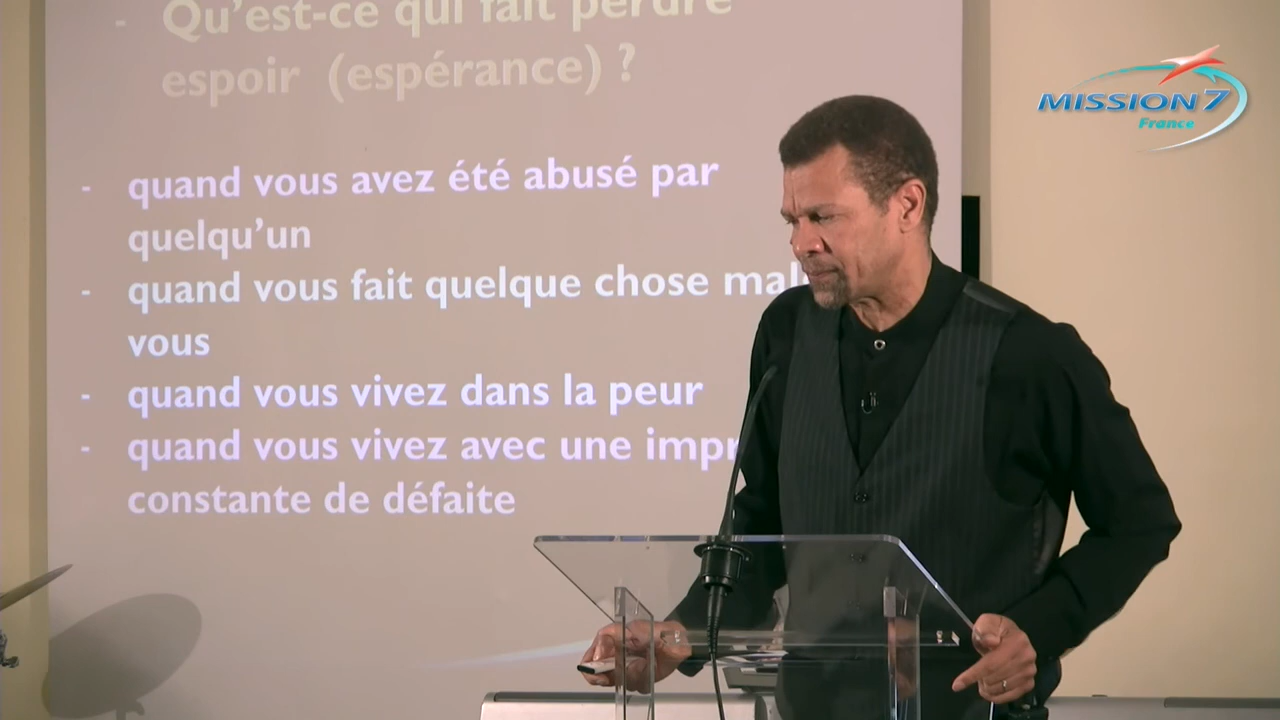 - Qu'est-ce qui fait perdre
espoir (espérance) ?
- quand vous avez été abusé par
quelqu'un
- quand vous fait quelque chose mal
vous
- quand vous vivez dans la peur
- quand vous vivez avec une
constante de défaite
MISSION 7
France